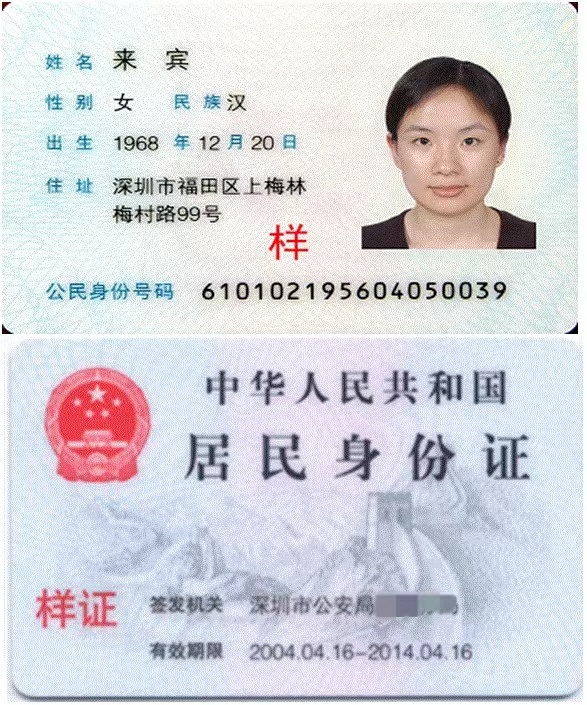 姓名 来宾
性别 女 民族 汉
出生 1968 年 12 月 20 日
住址 深圳市福田区上梅林
梅村路99号
样
公民身份号码 610102195604050039
中华人民共和国
居民身份证
样证
签发机关 深圳市公安局
有效期限 2004.04.16-2014.04.16